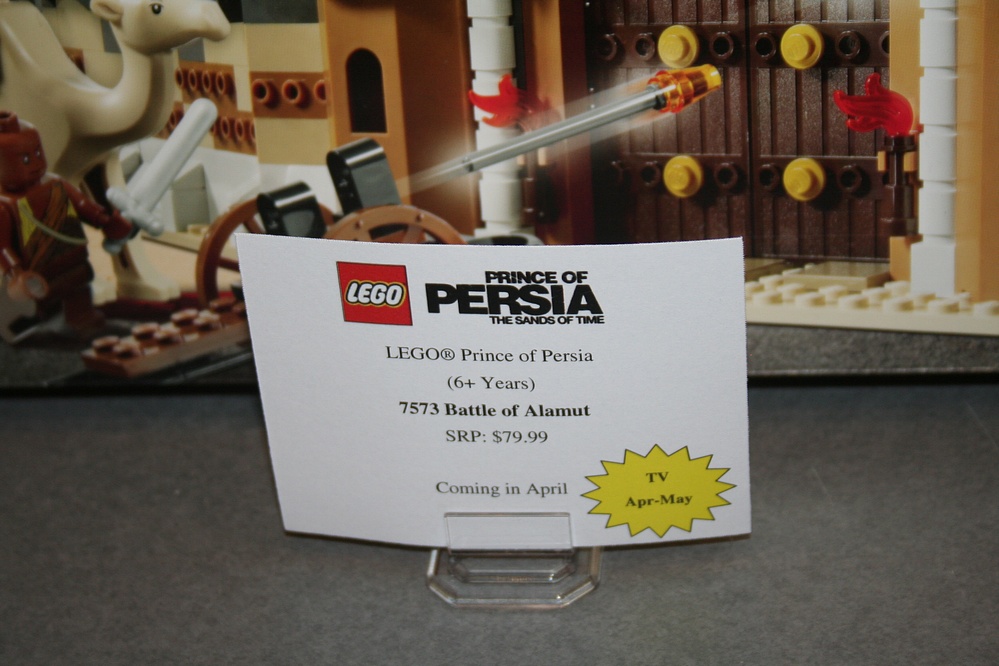 LEGO
PRINCE OF
PERSIA
THE SANDS OF TIME
LEGO® Prince of Persia
(6+ Years)
7573 Battle of Alamut
SRP: $79.99
Coming in April
TV
Apr-May